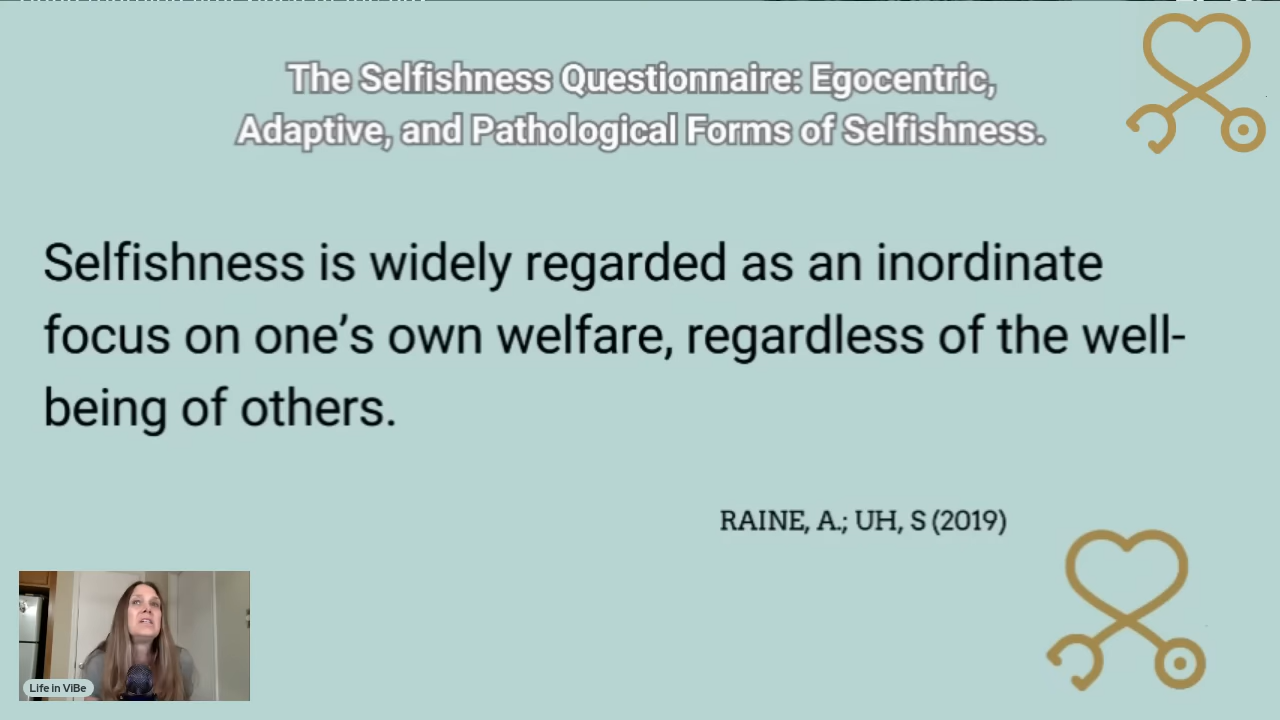 The Selfishness Questionnaire: Egocentric,
Adaptive, and Pathological Forms of Selfishness.
Selfishness is widely regarded as an inordinate
focus on one’s own welfare, regardless of the well-
being of others.
RAINE, A.; UH, S (2019)
Life in ViBe